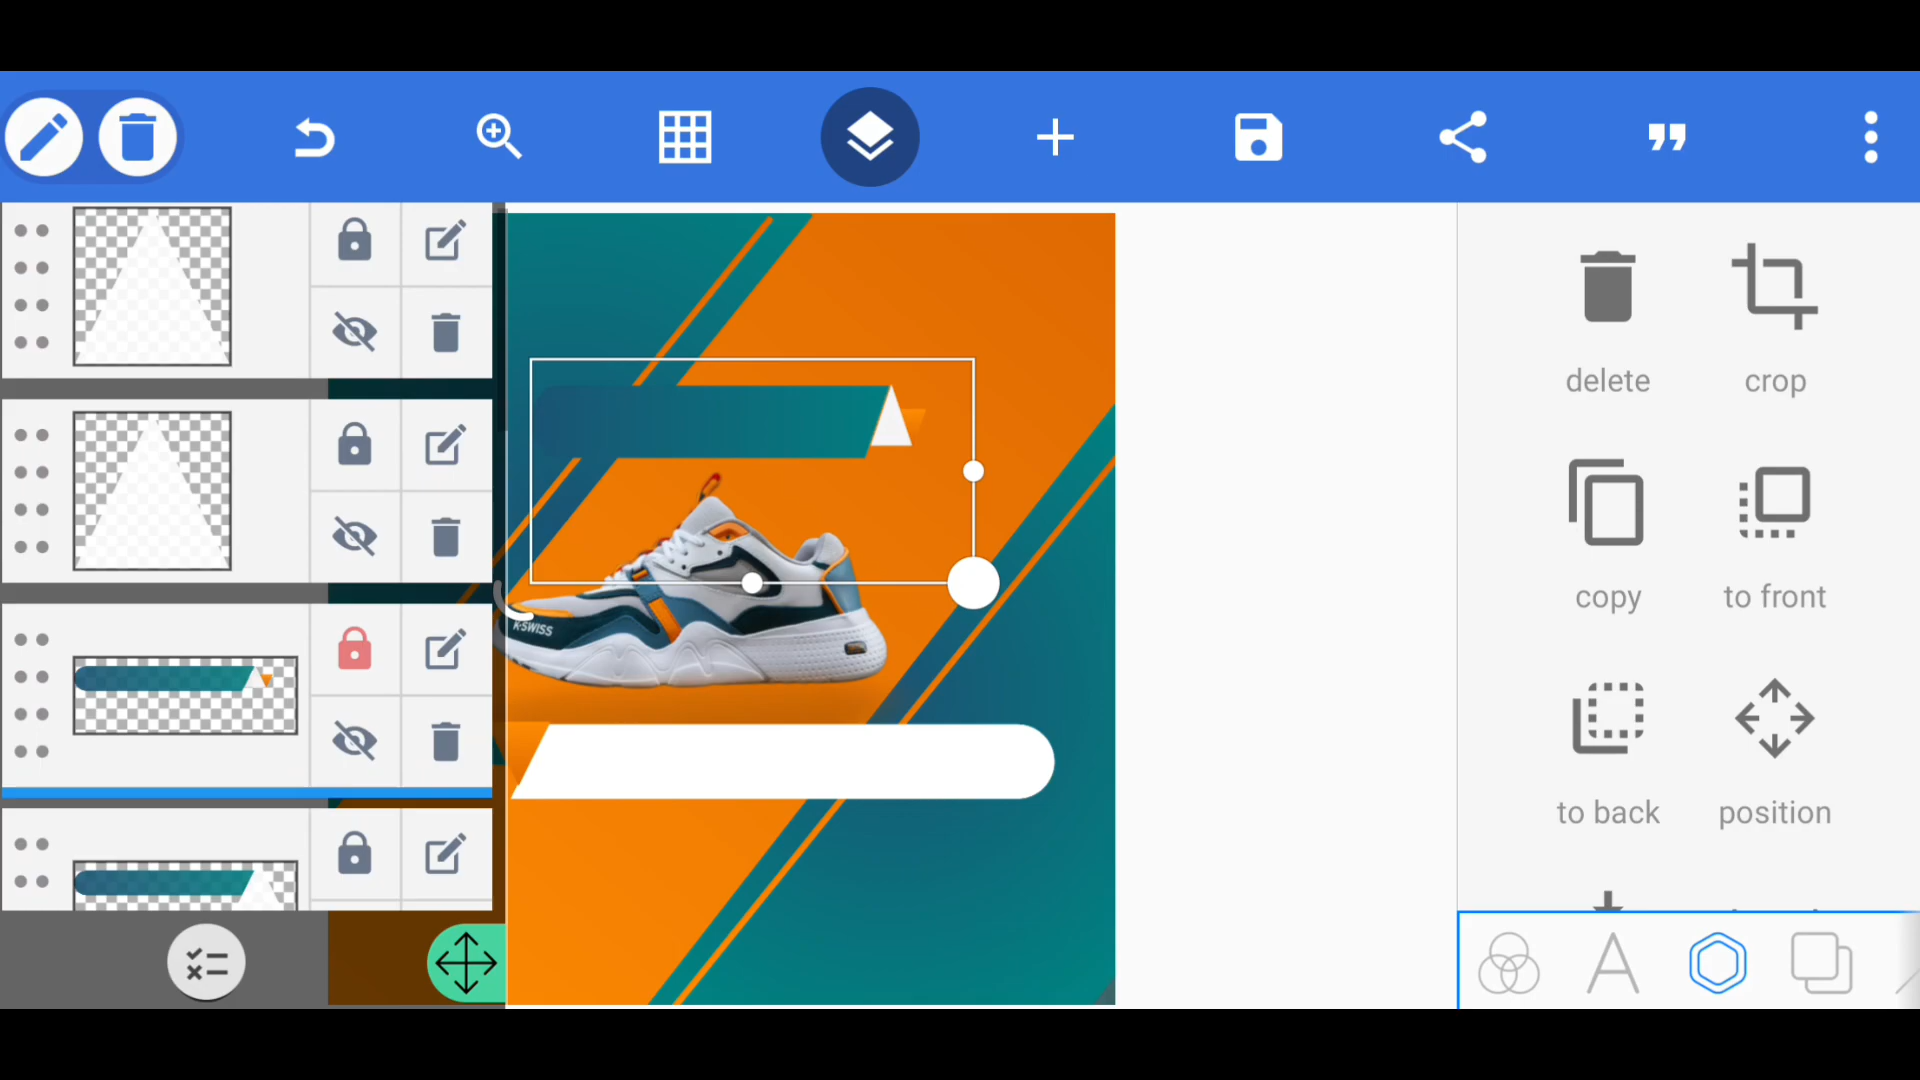 delete
crop
copy
to front
K·SWISS
to back
position